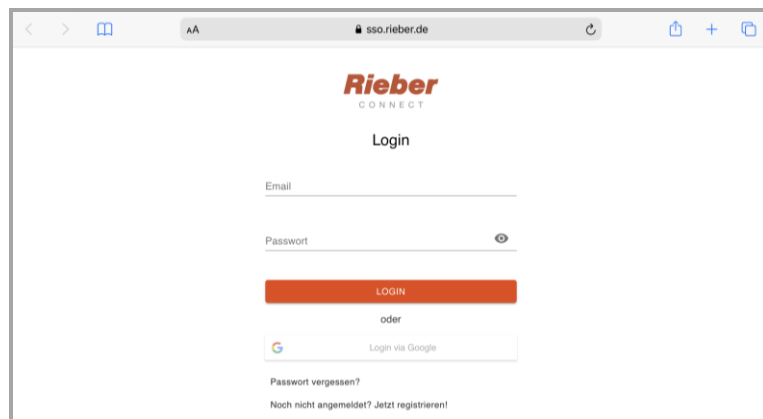 AA
sso.rieber.de
Rieber
CONNECT
Login
Email
Passwort
LOGIN
oder
Login via Google
Passwort vergessen?
Noch nicht angemeldet? Jetzt registrieren!